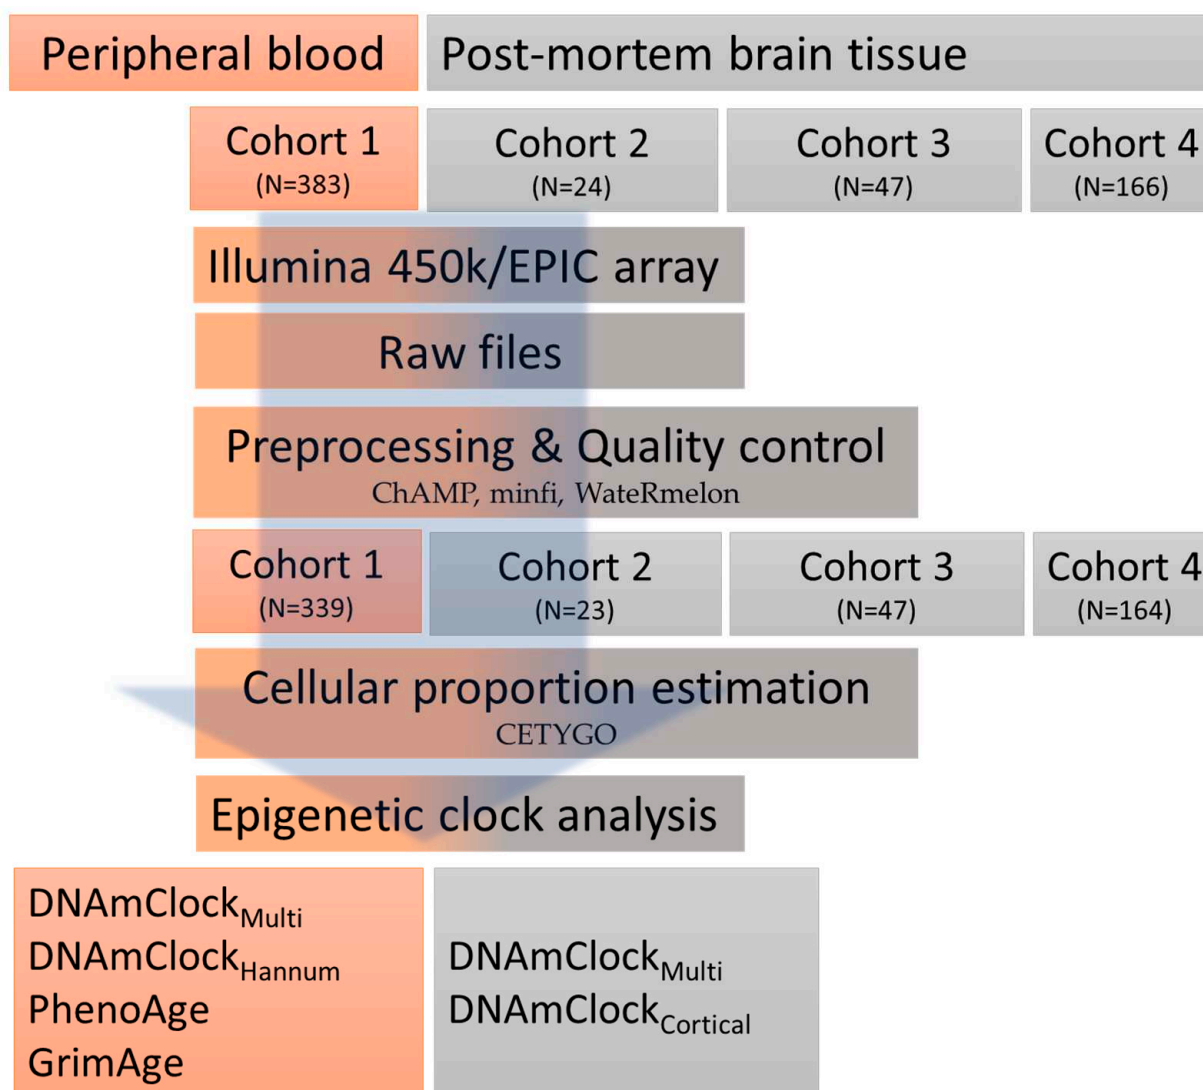 Peripheral blood
Post-mortem brain tissue
Cohort 1
(N=383)
Cohort 2
(N=24)
Cohort 3
(N=47)
Cohort 4
(N=166)
Illumina 450k/EPIC array
Raw files
Preprocessing & Quality control
ChAMP, minfi, WateRmelon
Cohort 1
(N=339)
Cohort 2
(N=23)
Cohort 3
(N=47)
Cohort 4
(N=164)
Cellular proportion estimation
CETYGO
Epigenetic clock analysis
DNAmClockMulti
DNAmClockHannum
PhenoAge
GrimAge
DNAmClockMulti
DNAmClockCortical